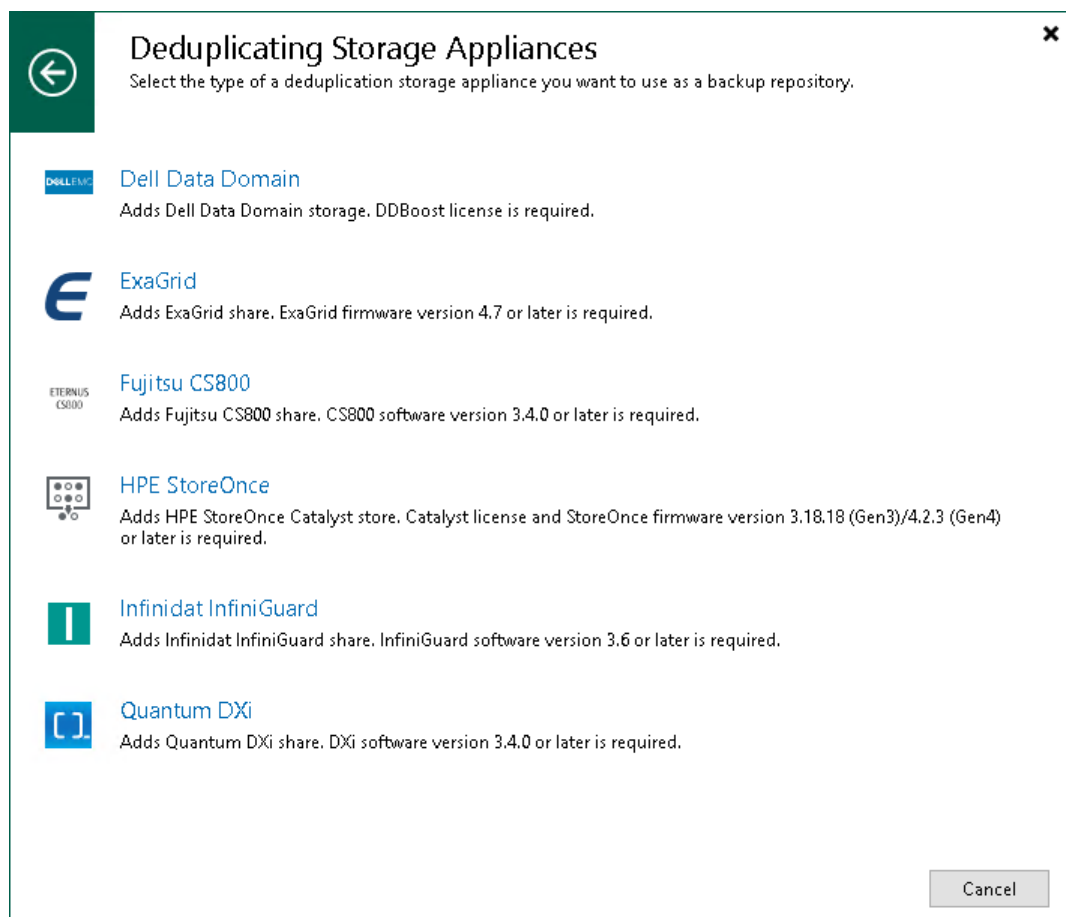 Deduplicating Storage Appliances
Select the type of a deduplication storage appliance you want to use as a backup repository.
DELLEMC
Dell Data Domain
Adds Dell Data Domain storage. DDBoost license is required.
ExaGrid
Adds ExaGrid share. ExaGrid firmware version 4.7 or later is required.
ETERNUS
CS800
Fujitsu CS800
Adds Fujitsu CS800 share. CS800 software version 3.4.0 or later is required.
HPE StoreOnce
Adds HPE StoreOnce Catalyst store. Catalyst license and StoreOnce firmware version 3.18.18 (Gen3)/4.2.3 (Gen4)
or later is required.
Infinidat InfiniGuard
Adds Infinidat InfiniGuard share. InfiniGuard software version 3.6 or later is required.
Quantum DXi
Adds Quantum DXi share. DXi software version 3.4.0 or later is required.
Cancel